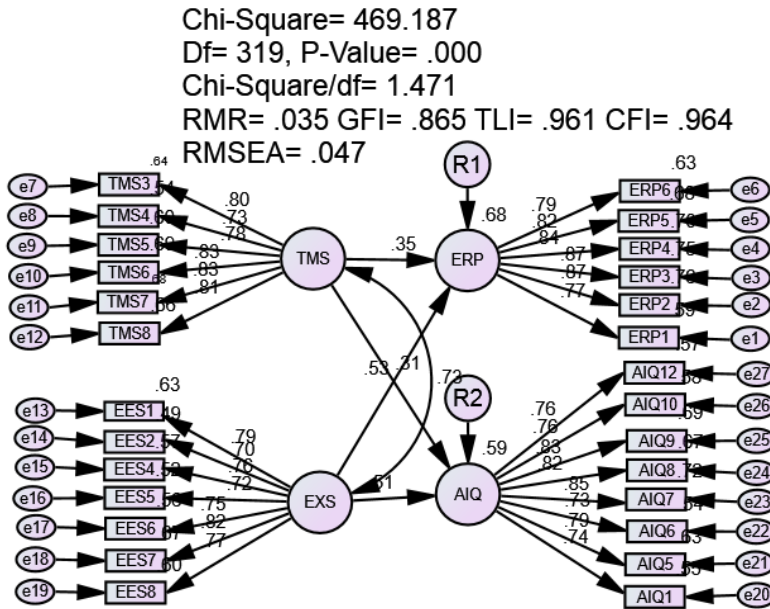 Chi-Square= 469.187
Df= 319, P-Value= .000
Chi-Square/df= 1.471
RMR= .035 GFI= .865 TLI= .961 CFI= .964
RMSEA= .047
R1
.64
.63
e7
TMS3
.80
.68
.79
ERP6
e6
e8
TMS4
.73
.82
ERP5
e5
e9
TMS5
.78
.84
ERP4
e4
TMS
.35
ERP
e10
TMS6
.83
.87
ERP3
e3
e11
TMS7
.83
.87
ERP2
e2
e12
TMS8
.81
.77
ERP1
e1
.53
.31
.73
R2
.63
AIQ12
e27
e13
EES1
.79
.59
.76
AIQ10
e26
e14
EES2
.70
.76
AIQ9
e25
e15
EES4
.76
.83
AIQ8
e24
e16
EES5
.72
.82
EXS
.51
AIQ
.85
AIQ7
e23
e17
EES6
.75
.73
AIQ6
e22
e18
EES7
.82
.79
AIQ5
e21
e19
EES8
.77
.74
AIQ1
e20
.60